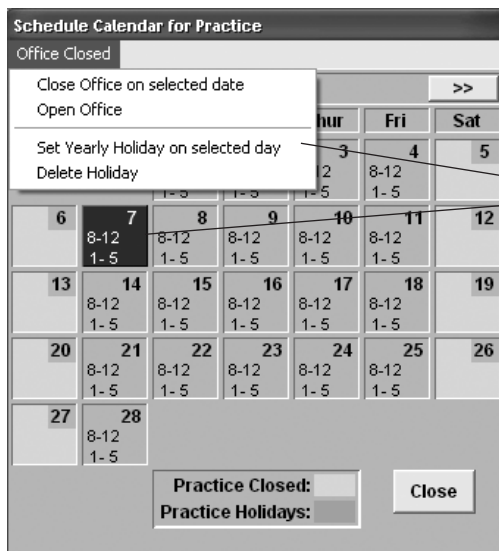 Schedule Calendar for Practice
Office Closed
Close Office on selected date
Open Office
Set Yearly Holiday on selected day
Delete Holiday
>>
hur Fri Sat
3 4 5
12 8-12
1- 5 1- 5 1- 5 1- 5
6 7 8 9 10 11 12
8-12 8-12 8-12 8-12 8-12
1- 5 1- 5 1- 5 1- 5 1- 5
13 14 15 16 17 18 19
8-12 8-12 8-12 8-12 8-12
1- 5 1- 5 1- 5 1- 5 1- 5
20 21 22 23 24 25 26
8-12 8-12 8-12 8-12 8-12
1- 5 1- 5 1- 5 1- 5 1- 5
27 28
8-12
1- 5
Practice Closed:
Practice Holidays:
Close